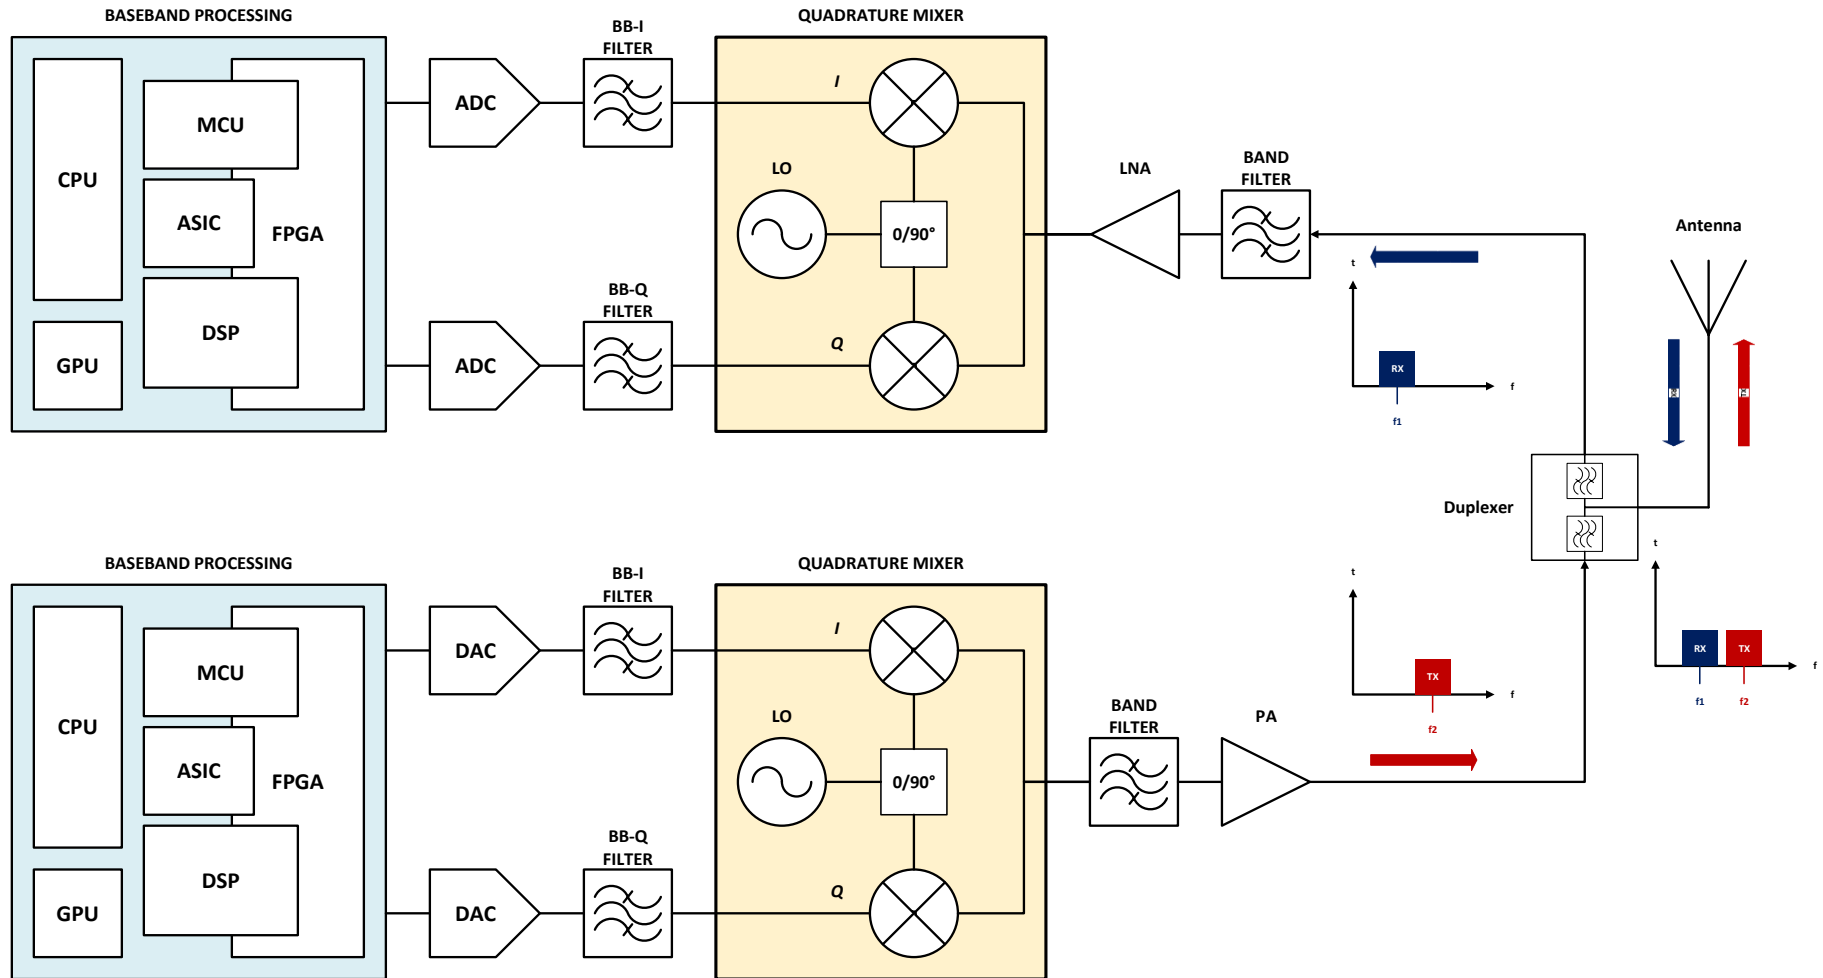 BASEBAND PROCESSING
QUADRATURE MIXER
BB-I
FILTER
CPU
MCU
ASIC
FPGA
DSP
GPU
ADC
I
LO
0/90°
LNA
BAND
FILTER
BB-Q
FILTER
ADC
Q
t
RX
f
f1
Antenna
TX
Duplexer
BASEBAND PROCESSING
QUADRATURE MIXER
BB-I
FILTER
CPU
MCU
ASIC
FPGA
DSP
GPU
DAC
I
LO
0/90°
BAND
FILTER
PA
BB-Q
FILTER
DAC
Q
t
TX
f
f2
t
RX
TX
f
f1
f2